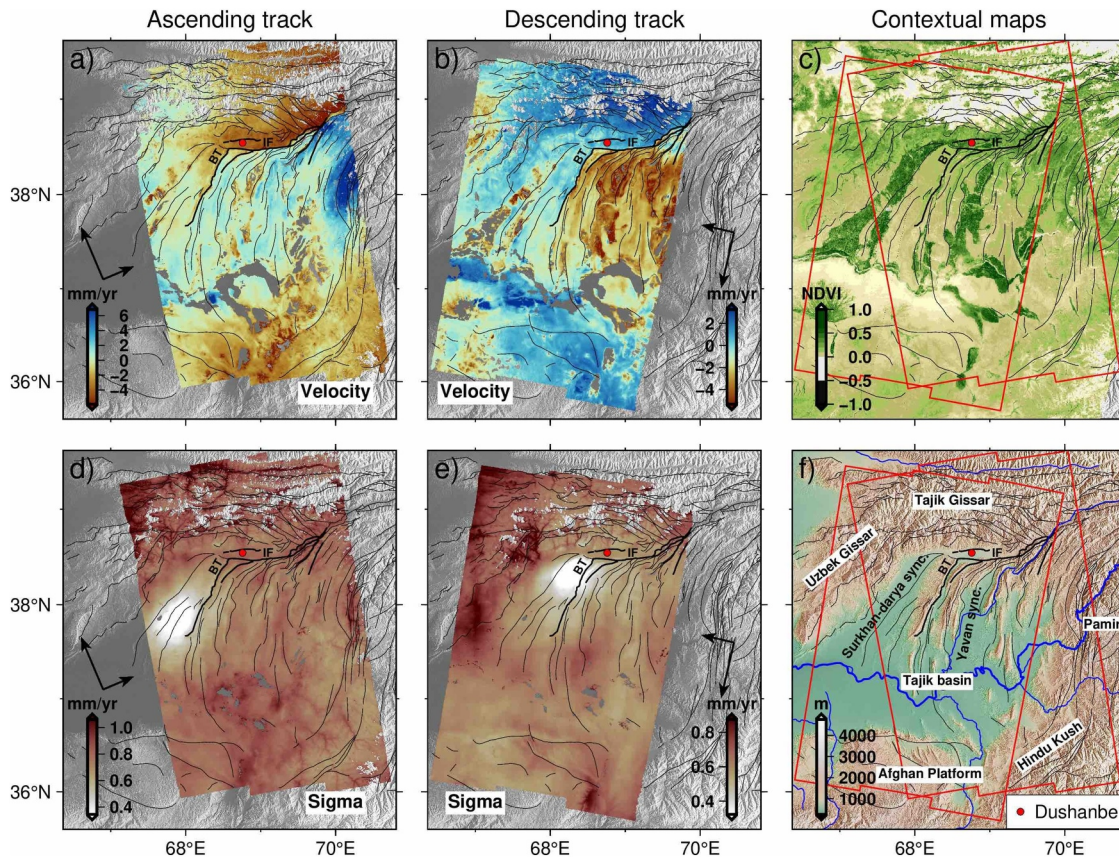 Ascending track
Descending track
Contextual maps
a)
b)
c)
IF
BT
IF
BT
IF
BT
38°N
36°N
mm/yr
6
4
2
0
−2
−4
Velocity
mm/yr
2
0
−2
−4
Velocity
NDVI
1.0
0.5
0.0
−0.5
−1.0
d)
e)
f)
IF
BT
IF
BT
IF
BT
38°N
36°N
mm/yr
1.0
0.8
0.6
0.4
Sigma
mm/yr
0.8
0.6
0.4
Sigma
Tajik Gissar
Uzbek Gissar
Surkhan-darya sync.
Yavan sync.
Pamir
Tajik basin
Hindu Kush
Afghan Platform
m
4000
3000
2000
1000
Dushanbe
68°E
70°E
68°E
70°E
68°E
70°E